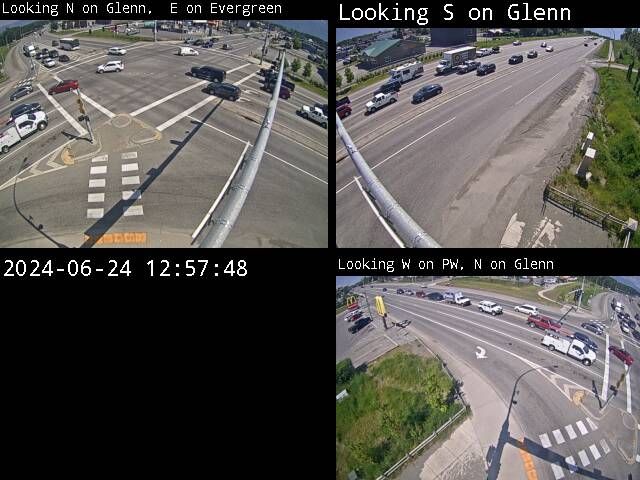 Looking N on Glenn, E on Evergreen
Looking S on Glenn
2024-06-24 12:57:48
Looking W on PW, N on Glenn